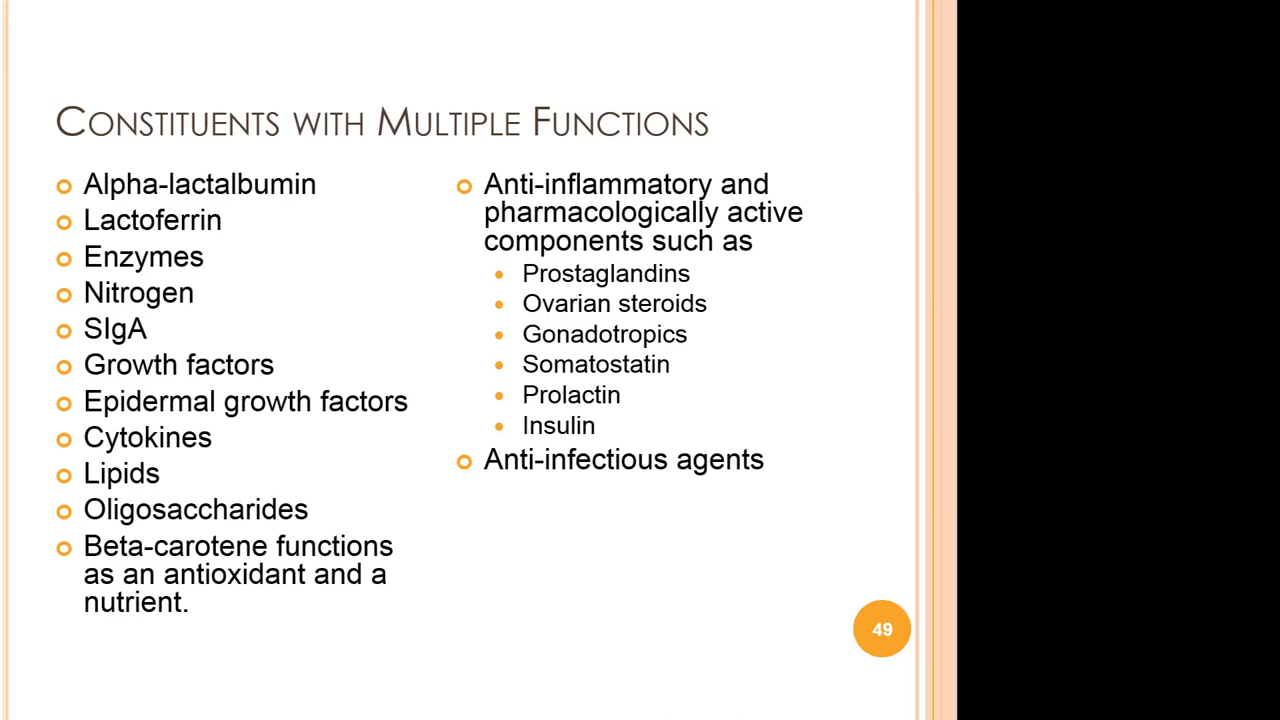 Constituents with Multiple Functions
Alpha-lactalbumin
Lactoferrin
Enzymes
Nitrogen
SIgA
Growth factors
Epidermal growth factors
Cytokines
Lipids
Oligosaccharides
Beta-carotene functions
as an antioxidant and a
nutrient.
Anti-inflammatory and
pharmacologically active
components such as
Prostaglandins
Ovarian steroids
Gonadotropics
Somatostatin
Prolactin
Insulin
Anti-infectious agents
49